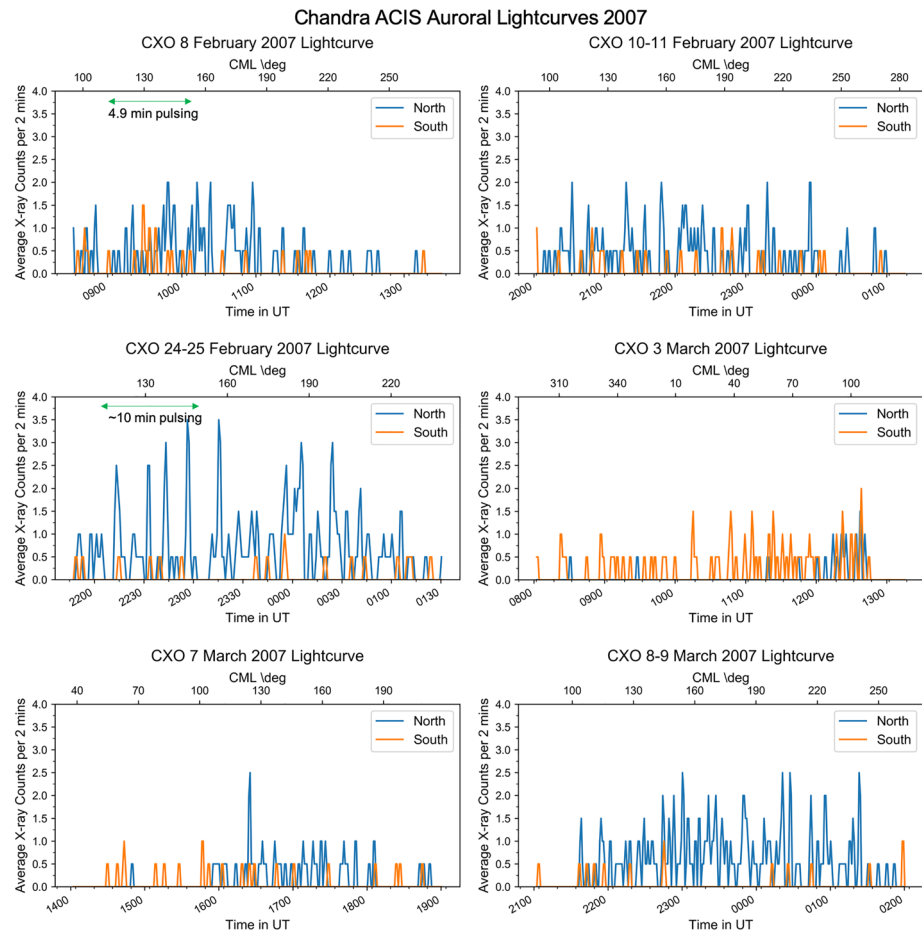 Chandra ACIS Auroral Lightcurves 2007
CXO 8 February 2007 Lightcurve
CML \deg
100 130 150 160 190 210 230 250
4.0
3.5
3.0
2.5
2.0
1.5
1.0
0.5
0.0
Average X-ray Counts per 2 mins
4.9 min pulsing
North
South
0900 1000 1100 1200 1300
Time in UT
CXO 10-11 February 2007 Lightcurve
CML \deg
100 130 150 160 190 210 230 260 280
4.0
3.5
3.0
2.5
2.0
1.5
1.0
0.5
0.0
Average X-ray Counts per 2 mins
North
South
2000 2100 2200 2300 0000 0100
Time in UT
CXO 24-25 February 2007 Lightcurve
CML \deg
130 160 190 220
4.0
3.5
3.0
2.5
2.0
1.5
1.0
0.5
0.0
Average X-ray Counts per 2 mins
~10 min pulsing
North
South
2200 2230 2300 2330 0000 0030 0100 0130
Time in UT
CXO 3 March 2007 Lightcurve
CML \deg
310 340 10 40 70 100
4.0
3.5
3.0
2.5
2.0
1.5
1.0
0.5
0.0
Average X-ray Counts per 2 mins
North
South
0800 0900 1000 1100 1200 1300
Time in UT
CXO 7 March 2007 Lightcurve
CML \deg
40 70 100 130 160 190
4.0
3.5
3.0
2.5
2.0
1.5
1.0
0.5
0.0
Average X-ray Counts per 2 mins
North
South
1400 1500 1600 1700 1800 1900
Time in UT
CXO 8-9 March 2007 Lightcurve
CML \deg
100 130 150 160 190 220 240 250
4.0
3.5
3.0
2.5
2.0
1.5
1.0
0.5
0.0
Average X-ray Counts per 2 mins
North
South
2100 2200 2300 0000 0100 0200
Time in UT